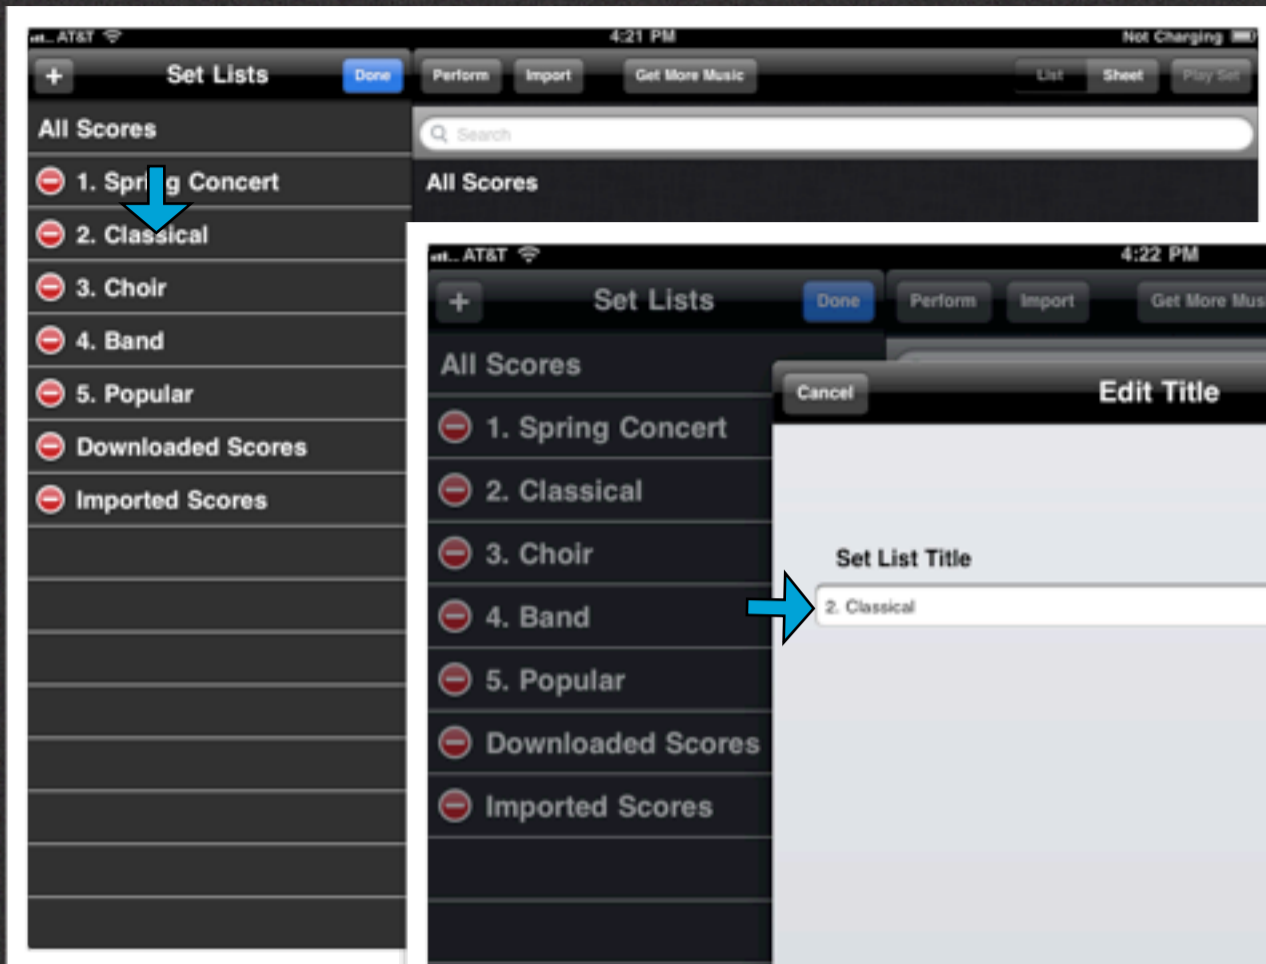 AT&T 4:21 PM Not Charging
+ Set Lists Done Perform Import Get More Music List Sheet Play Set
All Scores
Search
1. Spring Concert
All Scores
2. Classical
3. Choir
4. Band
5. Popular
Downloaded Scores
Imported Scores
AT&T 4:22 PM
+ Set Lists Done Perform Import Get More Mus
All Scores
Cancel Edit Title
1. Spring Concert
2. Classical
3. Choir
Set List Title
2. Classical
4. Band
5. Popular
Downloaded Scores
Imported Scores